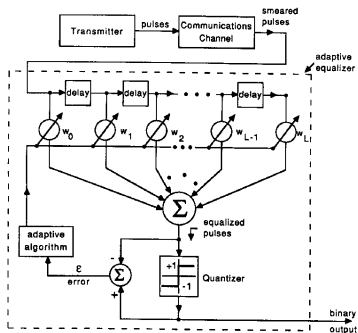 smeared
pulses
Transmitter
pulses
Communications
Channel
adaptive
equalizer
delay
delay
delay
w0
w1
w2
wL-1
wL
Σ
equalized
pulses
adaptive
algorithm
ε
error
-
Σ
+
+1
-1
Quantizer
binary
output